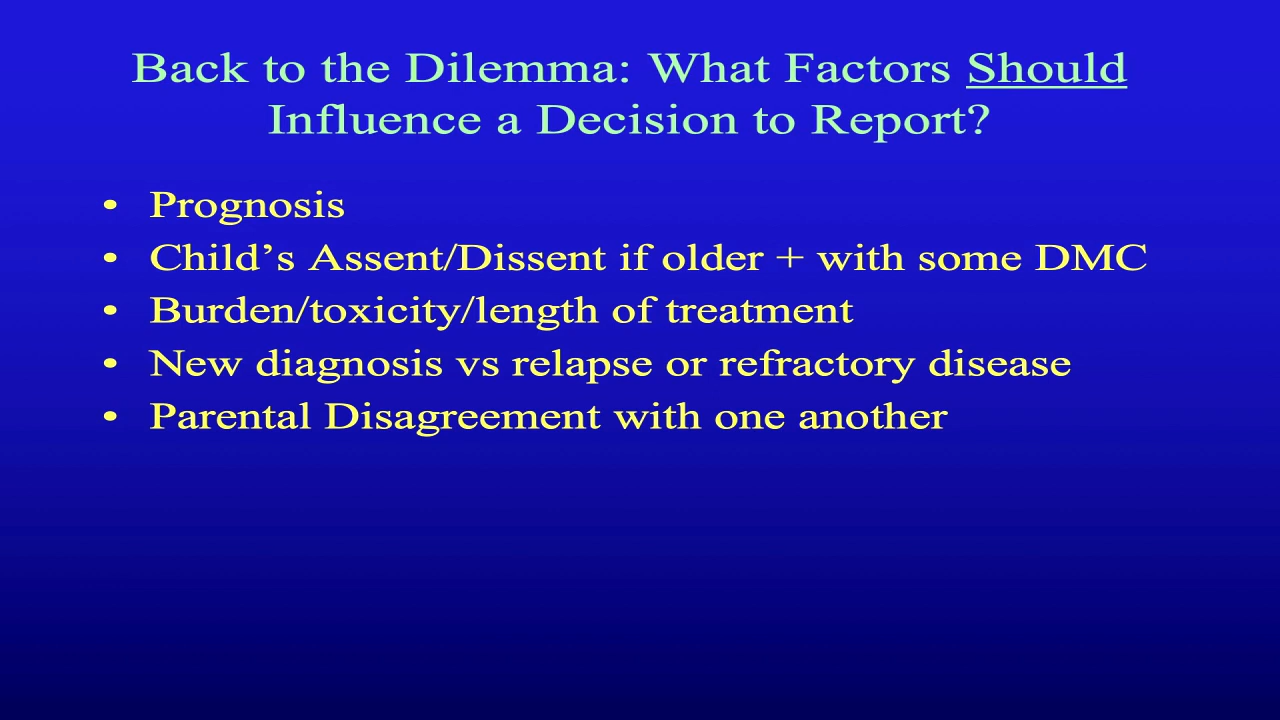 Back to the Dilemma: What Factors Should
Influence a Decision to Report?
• Prognosis
• Child’s Assent/Dissent if older + with some DMC
• Burden/toxicity/length of treatment
• New diagnosis vs relapse or refractory disease
• Parental Disagreement with one another